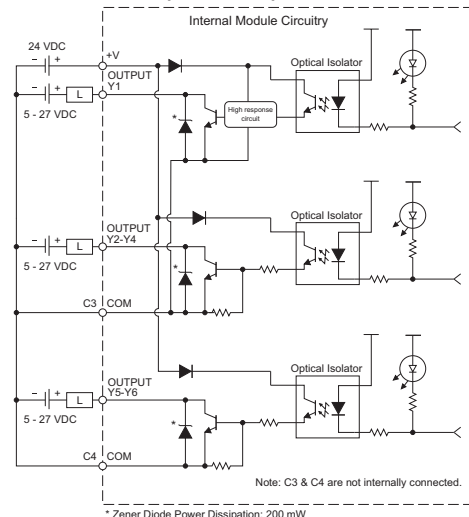 Internal Module Circuitry
24 VDC
− +
+V
Optical Isolator
OUTPUT
Y1
− +
L
5 - 27 VDC
*
High response
circuit
Optical Isolator
OUTPUT
Y2-Y4
− +
L
5 - 27 VDC
*
C3 COM
Optical Isolator
OUTPUT
Y5-Y6
− +
L
5 - 27 VDC
*
C4 COM
Note: C3 & C4 are not internally connected.
* Zener Diode Power Dissipation: 200 mW